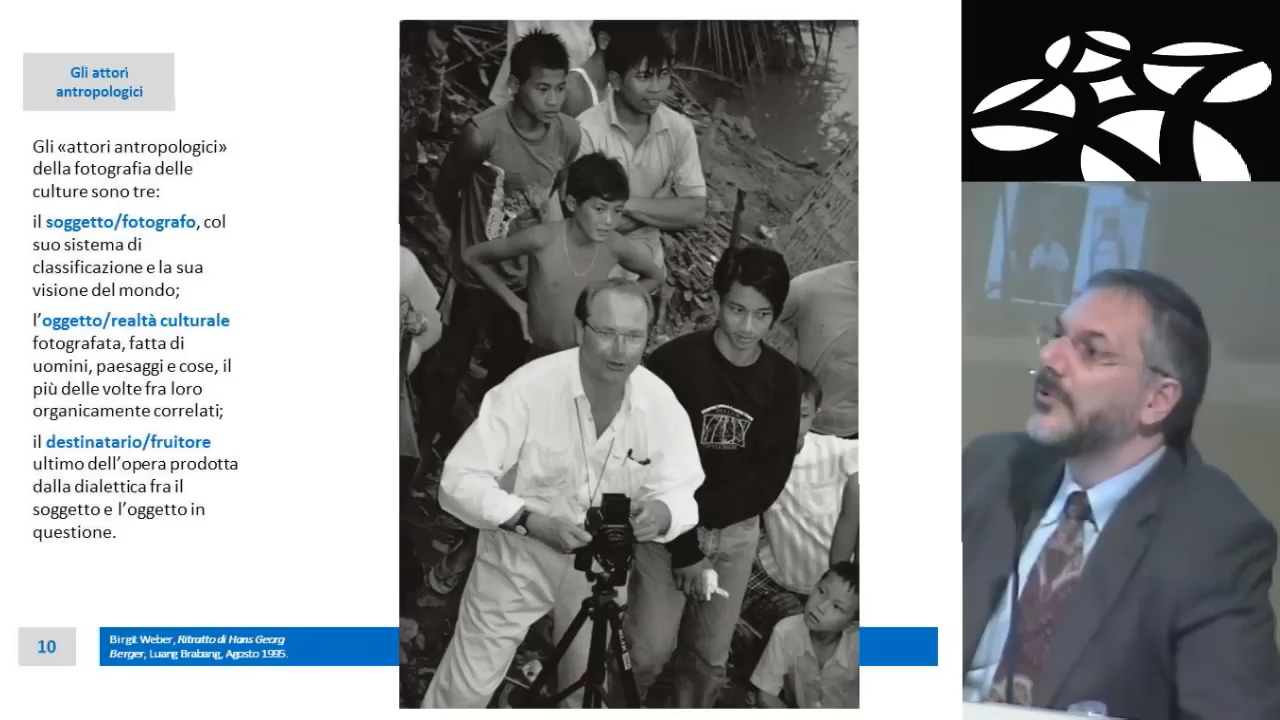 Gli attori
antropologici
Gli «attori antropologici»
della fotografia delle
culture sono tre:
il soggetto/fotografo, col
suo sistema di
classificazione e la sua
visione del mondo;
l’oggetto/realtà culturale
fotografata, fatta di
uomini, paesaggi e cose, il
più delle volte fra loro
organicamente correlati;
il destinatario/fruitore
ultimo dell’opera prodotta
dalla dialettica fra il
soggetto e l’oggetto in
questione.
10
Birgit Weber, Ritratto di Hans Georg
Berger, Luang Brabang, Agosto 1995.